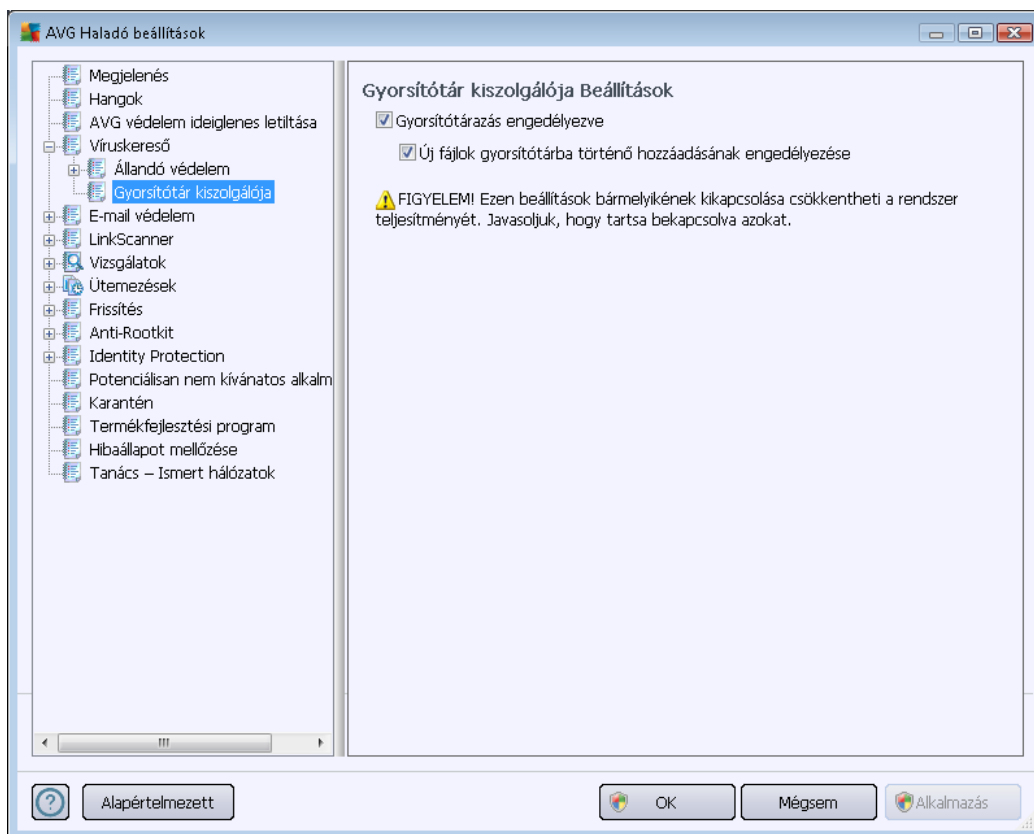 AVG Haladó beállítások
Megjelenés
Hangok
AVG védelem ideiglenes letiltása
Víruskereső
Állandó védelem
Gyorsítótár kiszolgálója
E-mail védelem
LinkScanner
Vizsgálatok
Ütemezések
Frissítés
Anti-Rootkit
Identity Protection
Potenciálisan nem kívánatos alkalm
Karantén
Termékfejlesztési program
Hibaállapot mellőzése
Tanács – Ismert hálózatok
Gyorsítótár kiszolgálója Beállítások
Gyorsítótárazás engedélyezve
Új fájlok gyorsítótárba történő hozzáadásának engedélyezése
FIGYELEM! Ezen beállítások bármelyikének kikapcsolása csökkentheti a rendszer
teljesítményét. Javasoljuk, hogy tartsa bekapcsolva azokat.
Alapértelmezett
OK
Mégsem
Alkalmazás